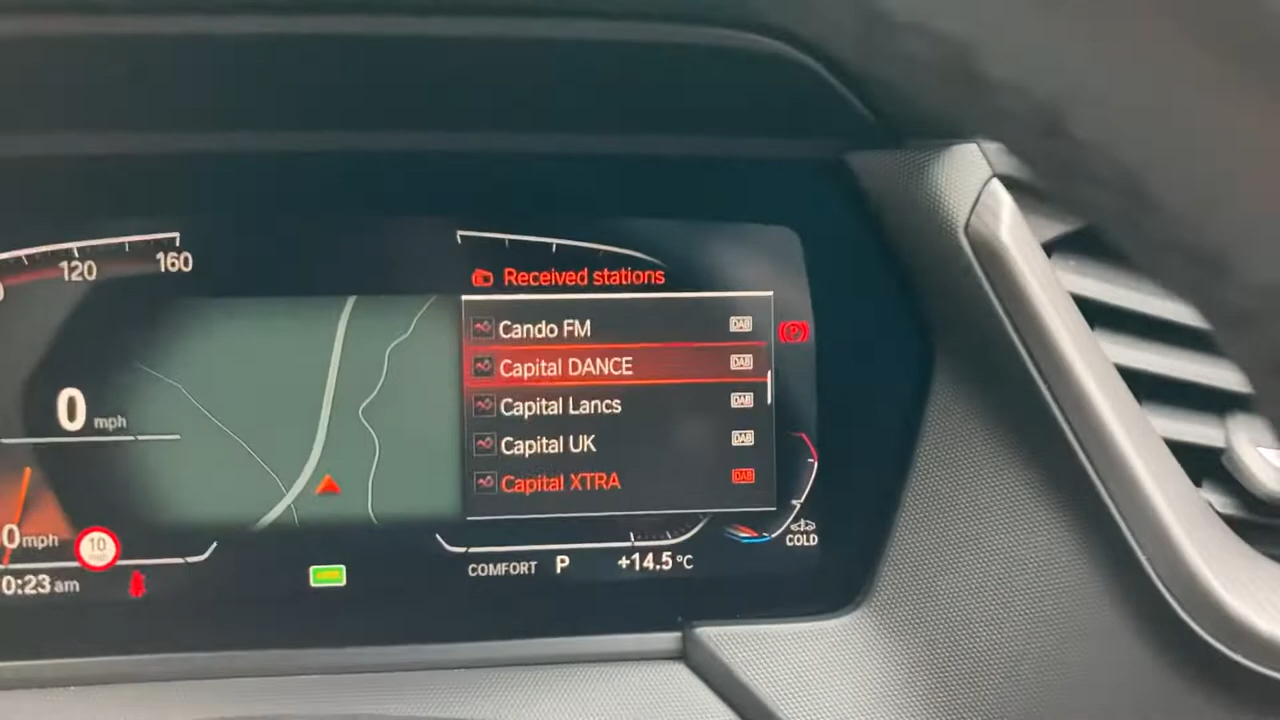 120
160
Received stations
Cando FM DAB
Capital DANCE DAB
Capital Lancs DAB
Capital UK DAB
Capital XTRA DAB
(P)
0 mph
0 mph
10
0:23 am
COMFORT P +14.5 °C
COLD